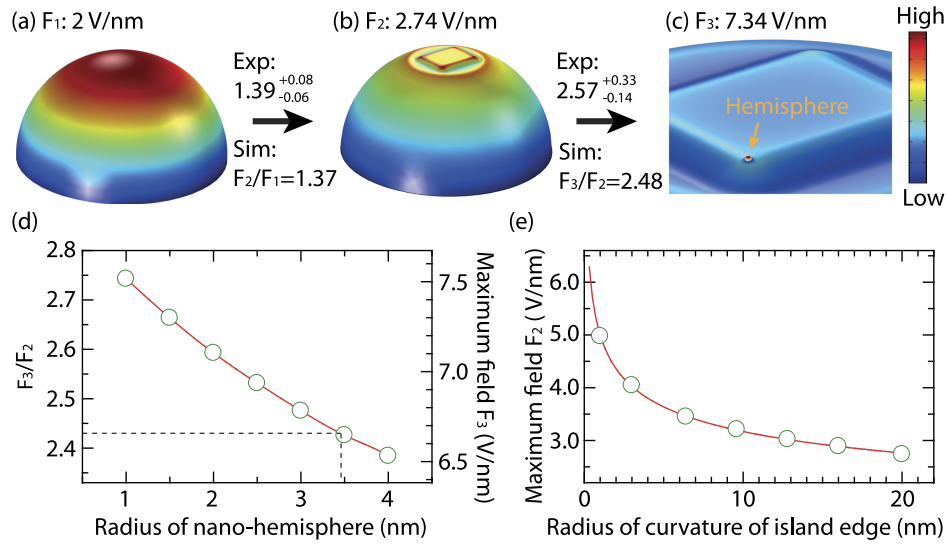 (a) F₁: 2 V/nm
(b) F₂: 2.74 V/nm
(c) F₃: 7.34 V/nm
High
Low
Exp:
1.39 +0.08 -0.06
Sim:
F₂/F₁=1.37
Exp:
2.57 +0.33 -0.14
Sim:
F₃/F₂=2.48
Hemisphere
(d)
2.8
2.7
2.6
2.5
2.4
F₃/F₂
7.5
7.0
6.5
Maximum field F₃ (V/nm)
1 2 3 4
Radius of nano-hemisphere (nm)
(e)
6.0
5.0
4.0
3.0
Maximum field F₂ ( V/nm)
0 10 20
Radius of curvature of island edge (nm)